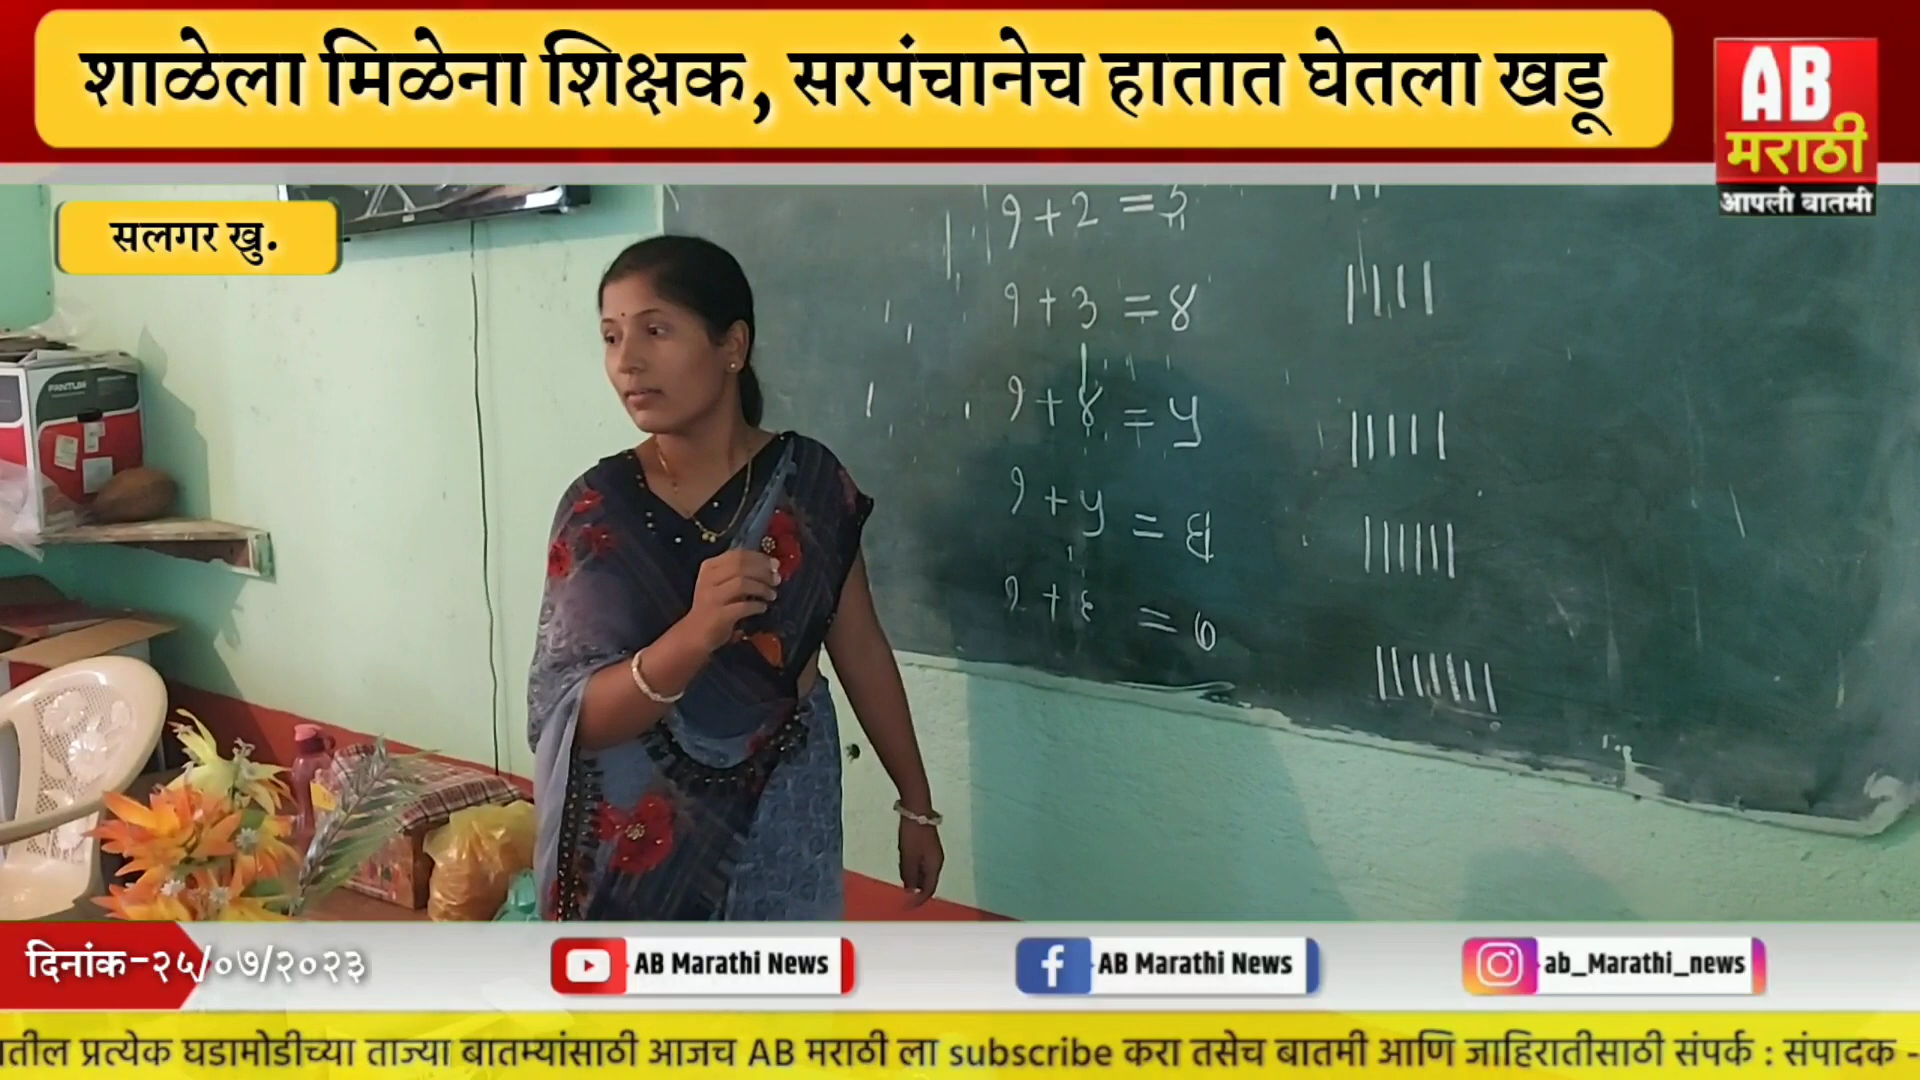 शाळेला मिळेना शिक्षक, सरपंचानेच हातात घेतला खडू
AB
मराठी
आपली बातमी
सलगर खु.
PANTUM
१+२ =३
१+३ =४
१+४ =५
१+५ =६
१+६ =७
दिनांक-२५/०७/२०२३
AB Marathi News
AB Marathi News
ab_Marathi_news
तील प्रत्येक घडामोडीच्या ताज्या बातम्यांसाठी आजच AB मराठी ला subscribe करा तसेच बातमी आणि जाहिरातीसाठी संपर्क : संपादक -